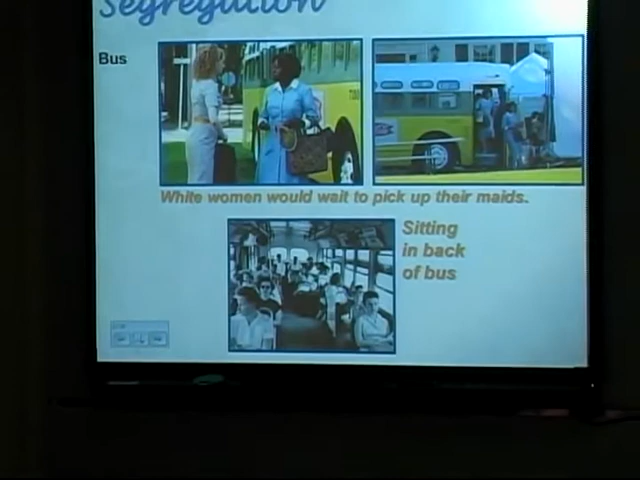 Segregation
Bus
White women would wait to pick up their maids.
Sitting
in back
of bus